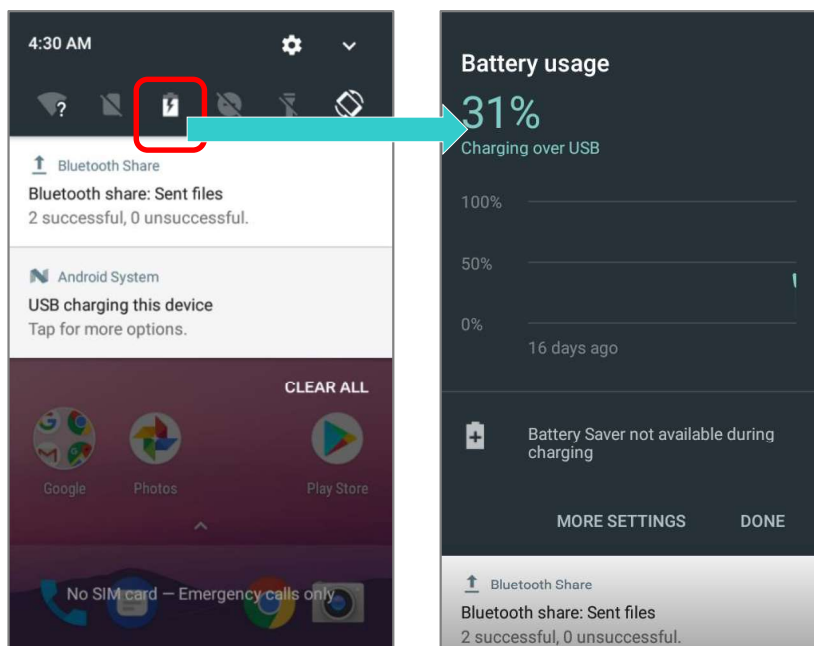 4:30 AM
?
Bluetooth Share
Bluetooth share: Sent files
2 successful, 0 unsuccessful.
Android System
USB charging this device
Tap for more options.
CLEAR ALL
Google
Photos
Play Store
No SIM card – Emergency calls only
Battery usage
31%
Charging over USB
100%
50%
0%
16 days ago
Battery Saver not available during
charging
MORE SETTINGS
DONE
Bluetooth Share
Bluetooth share: Sent files
2 successful, 0 unsuccessful.